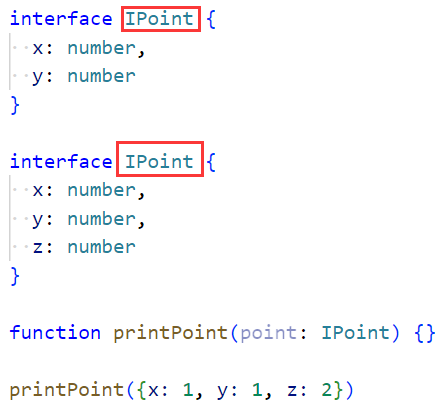 interface IPoint {
x: number,
y: number
}
interface IPoint {
x: number,
y: number,
z: number
}
function printPoint(point: IPoint) {}
printPoint({x: 1, y: 1, z: 2})